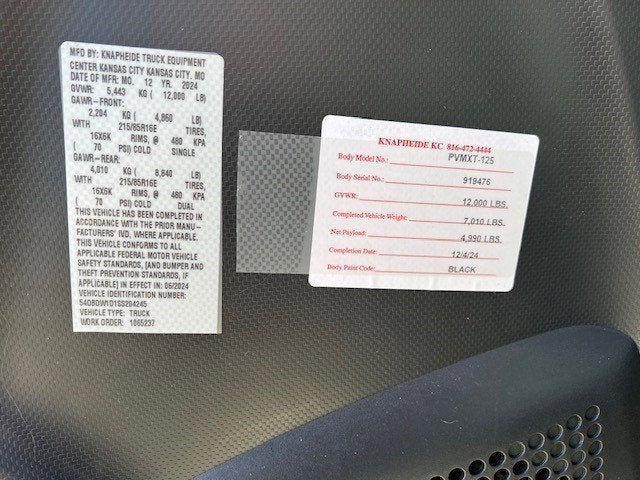 MFD BY: KNAPHEIDE TRUCK EQUIPMENT
CENTER KANSAS CITY KANSAS CITY, MO
DATE OF MFR: MO. 12 YR. 2024
GVWR: 5,443 KG ( 12,000 LB)
GAWR-FRONT:
2,204 KG ( 4,860 LB)
WITH 215/85R16E TIRES,
16X6K RIMS, @ 480 KPA
( 70 PSI) COLD SINGLE
GAWR-REAR:
4,010 KG ( 8,840 LB)
WITH 215/85R16E TIRES,
16X6K RIMS, @ 480 KPA
( 70 PSI) COLD DUAL
THIS VEHICLE HAS BEEN COMPLETED IN
ACCORDANCE WITH THE PRIOR MANU-
FACTURERS' IVD, WHERE APPLICABLE.
THIS VEHICLE CONFORMS TO ALL
APPLICABLE FEDERAL MOTOR VEHICLE
SAFETY STANDARDS, [AND BUMPER AND
THEFT PREVENTION STANDARDS, IF
APPLICABLE] IN EFFECT IN: 06/2024
VEHICLE IDENTIFICATION NUMBER:
54DBDW1D1SS204245
VEHICLE TYPE: TRUCK
WORK ORDER: 1065237
KNAPHEIDE KC 816-472-4444
Body Model No.: PVMXT-125
Body Serial No.: 919476
GVWR: 12,000 LBS.
Completed Vehicle Weight: 7,010 LBS.
Net Payload: 4,990 LBS.
Completion Date: 12/4/24
Body Paint Code: BLACK